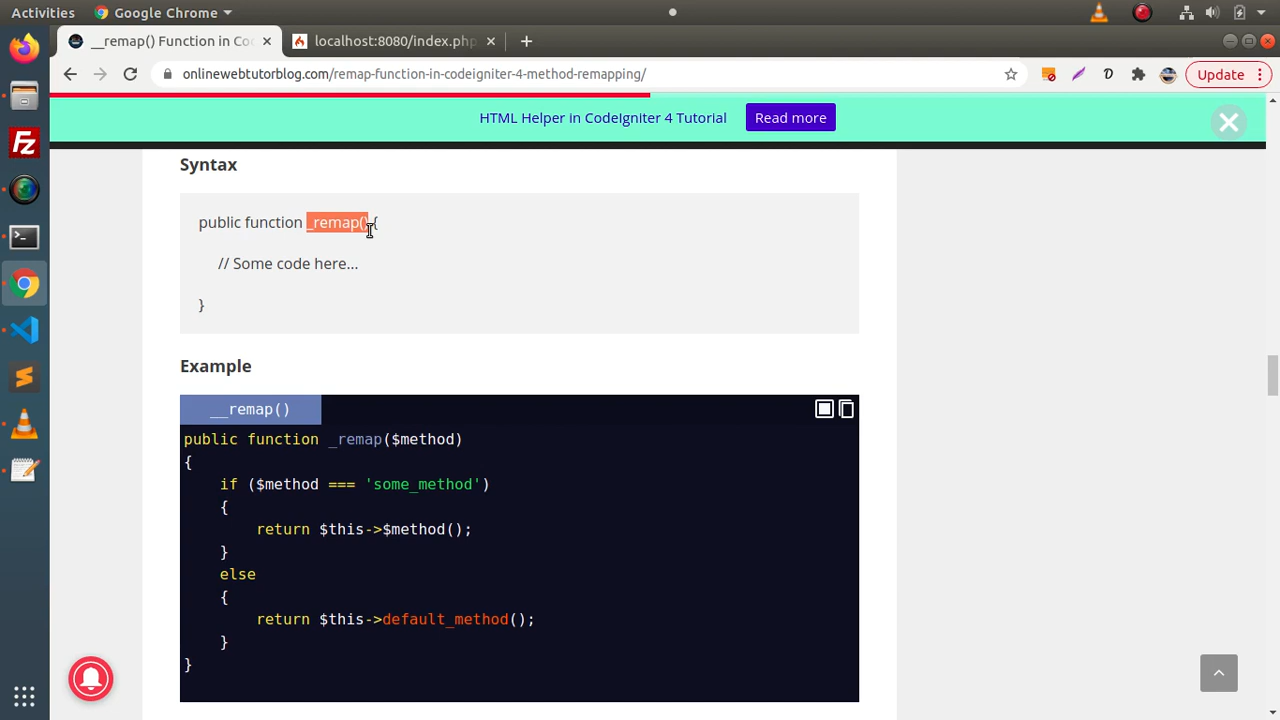 Activities
Google Chrome
__remap() Function in Co
localhost:8080/index.php
onlinewebtutorblog.com/remap-function-in-codeigniter-4-method-remapping/
Update
HTML Helper in CodeIgniter 4 Tutorial
Read more
Syntax
public function _remap() {
// Some code here...
}
Example
__remap()
public function _remap($method)
{
if ($method === 'some_method')
{
return $this->$method();
}
else
{
return $this->default_method();
}
}